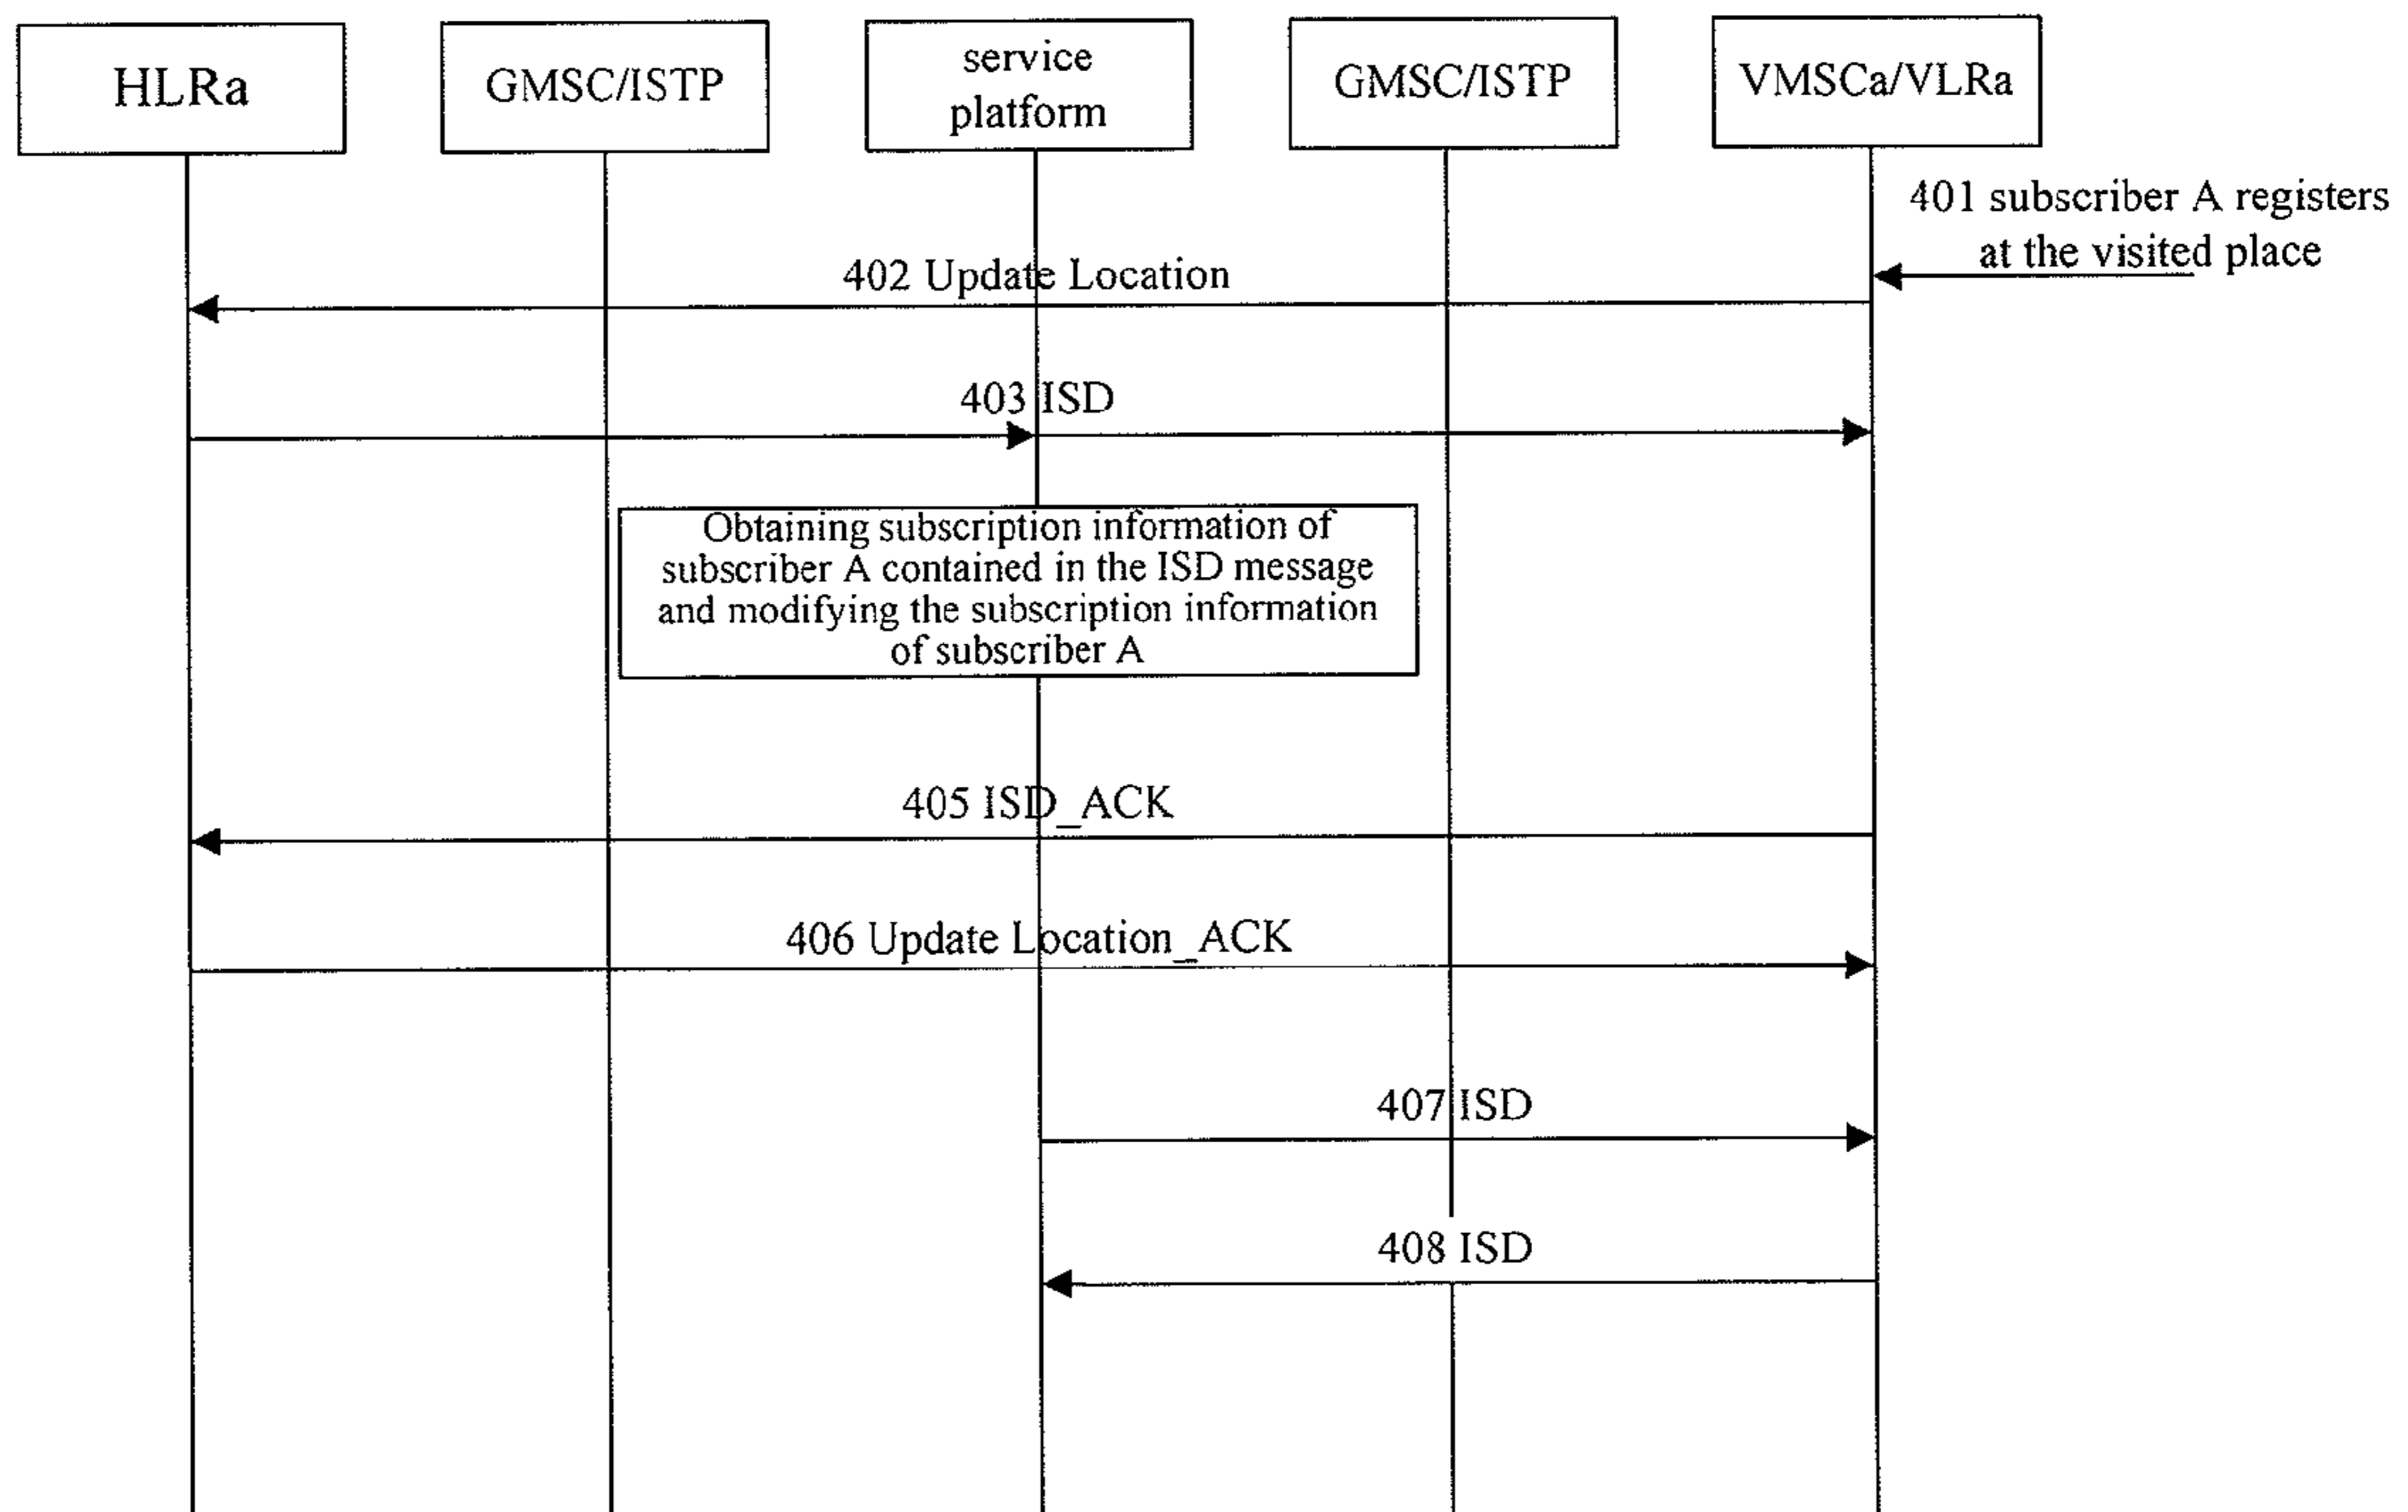 HLRa
GMSC/ISTP
service
platform
GMSC/ISTP
VMSCa/VLRa
401 subscriber A registers
at the visited place
402 Update Location
403 ISD
Obtaining subscription information of
subscriber A contained in the ISD message
and modifying the subscription information
of subscriber A
405 ISD_ACK
406 Update Location_ACK
407 ISD
408 ISD